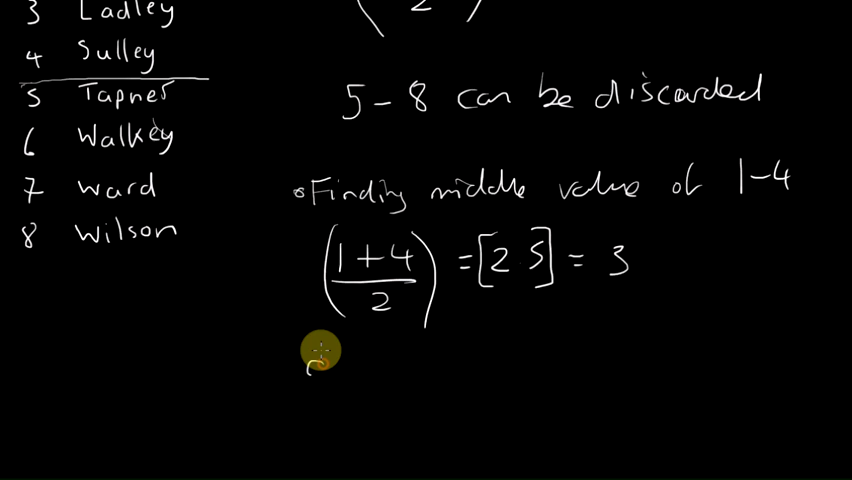 3 Ladley
4 Sulley
5 Tapner
6 Walkey
7 Ward
8 Wilson
2
5-8 can be discarded
•Finding middle value of 1-4
(1+4/2) = [2.5] = 3